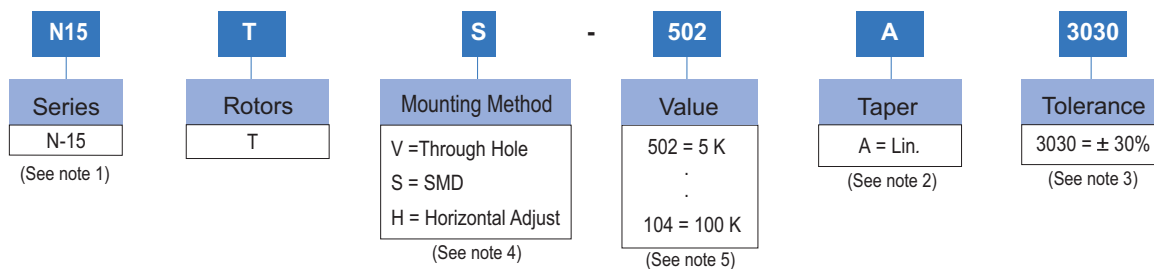 N15 T S - 502 A 3030
Series Rotors Mounting Method Value Taper Tolerance
N-15 T V =Through Hole 502 = 5 K A = Lin. 3030 = ± 30%
(See note 1) . (See note 2) (See note 3)
S = SMD .
H = Horizontal Adjust 104 = 100 K
(See note 4) (See note 5)